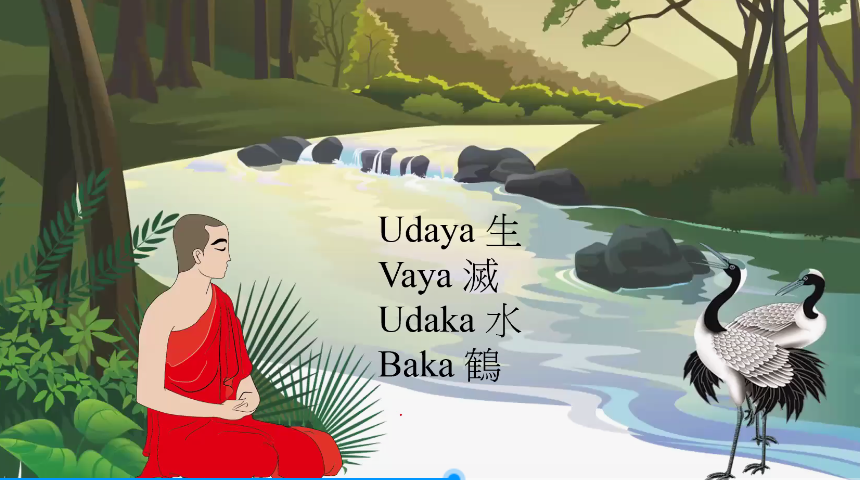 Udaya 生
Vaya 滅
Udaka 水
Baka 鶴